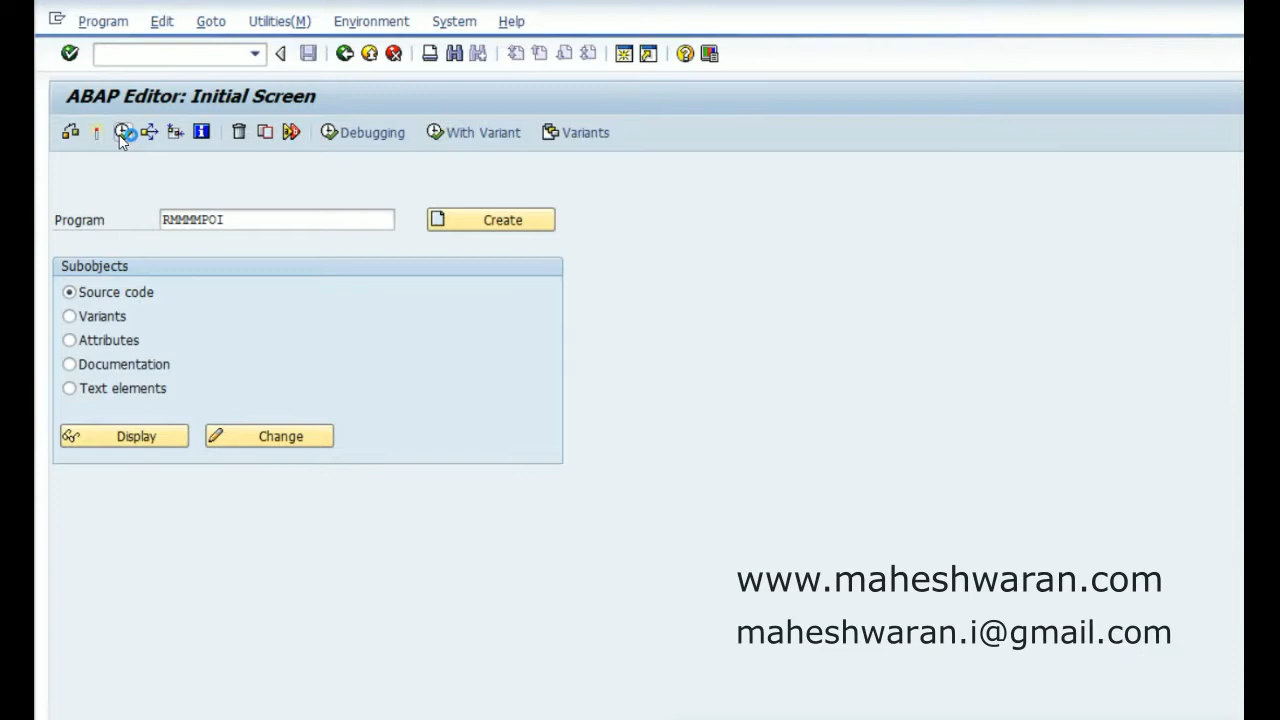 Program Edit Goto Utilities(M) Environment System Help
ABAP Editor: Initial Screen
Debugging With Variant Variants
Program RMMMMPOI Create
Subobjects
Source code
Variants
Attributes
Documentation
Text elements
Display Change
www.maheshwaran.com
maheshwaran.i@gmail.com